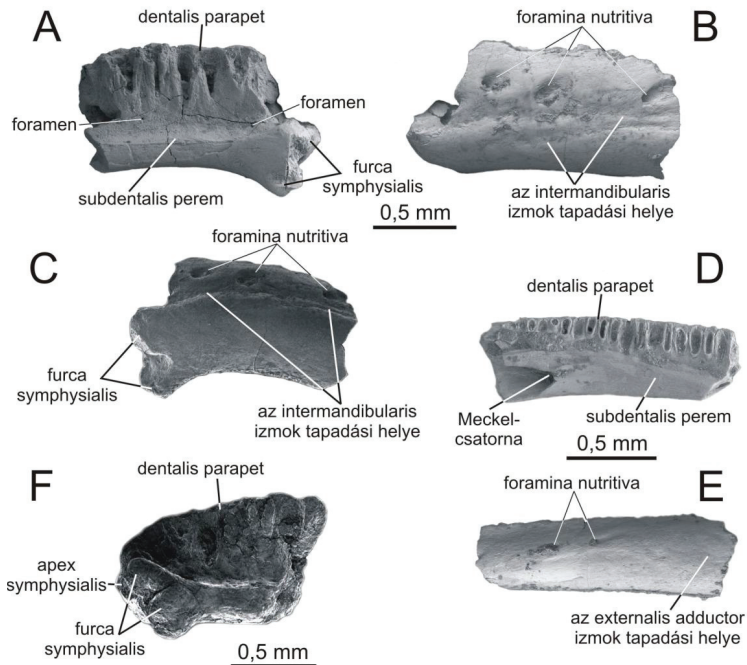 A
dentalis parapet
foramen
foramen
subdentalis perem
furca
symphysialis
0,5 mm
B
foramina nutritiva
az intermandibularis
izmok tapadási helye
C
foramina nutritiva
furca
symphysialis
az intermandibularis
izmok tapadási helye
D
dentalis parapet
Meckel-
csatorna
subdentalis perem
0,5 mm
F
dentalis parapet
apex
symphysialis
furca
symphysialis
0,5 mm
E
foramina nutritiva
az externalis adductor
izmok tapadási helye